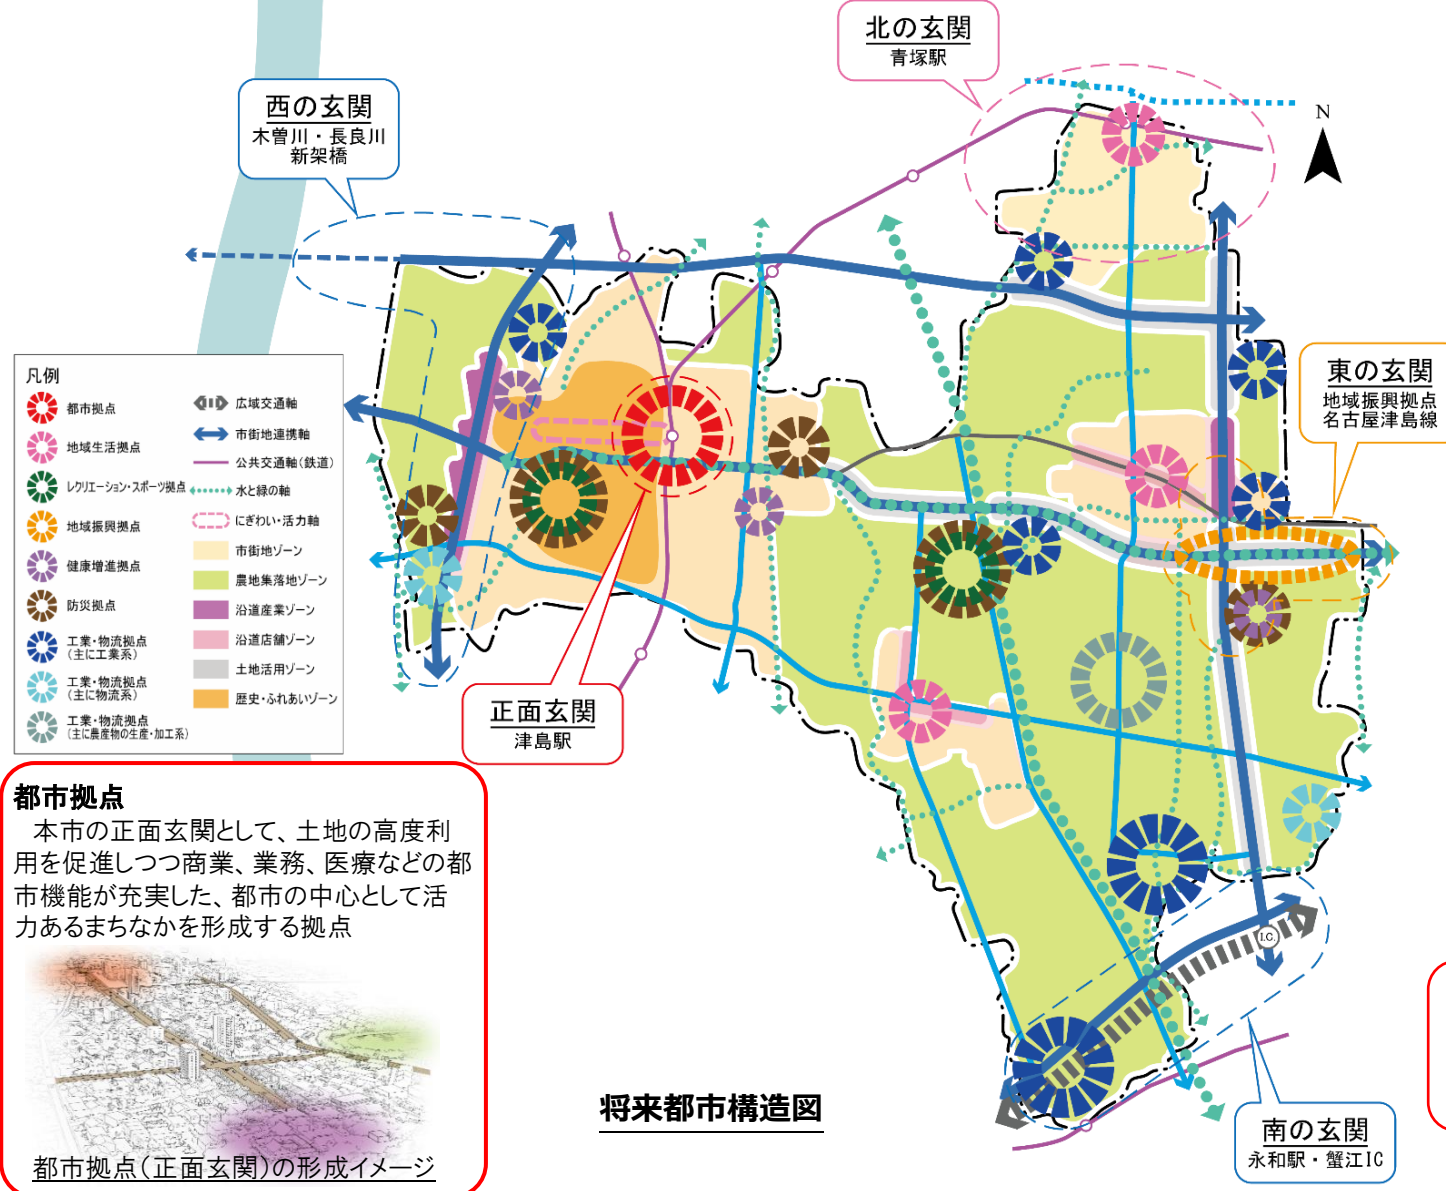 北の玄関
青塚駅
西の玄関
木曽川・長良川
新架橋
N
東の玄関
地域振興拠点
名古屋津島線
凡例
都市拠点
地域生活拠点
レクリエーション・スポーツ拠点
地域振興拠点
健康増進拠点
防災拠点
工業・物流拠点
(主に工業系)
工業・物流拠点
(主に物流系)
工業・物流拠点
(主に農産物の生産・加工系)
広域交通軸
市街地連携軸
公共交通軸(鉄道)
水と緑の軸
にぎわい・活力軸
市街地ゾーン
農地集落地ゾーン
沿道産業ゾーン
沿道店舗ゾーン
土地活用ゾーン
歴史・ふれあいゾーン
正面玄関
津島駅
都市拠点
本市の正面玄関として、土地の高度利
用を促進しつつ商業、業務、医療などの都
市機能が充実した、都市の中心として活
力あるまちなかを形成する拠点
都市拠点(正面玄関)の形成イメージ
I.C.
将来都市構造図
南の玄関
永和駅・蟹江IC